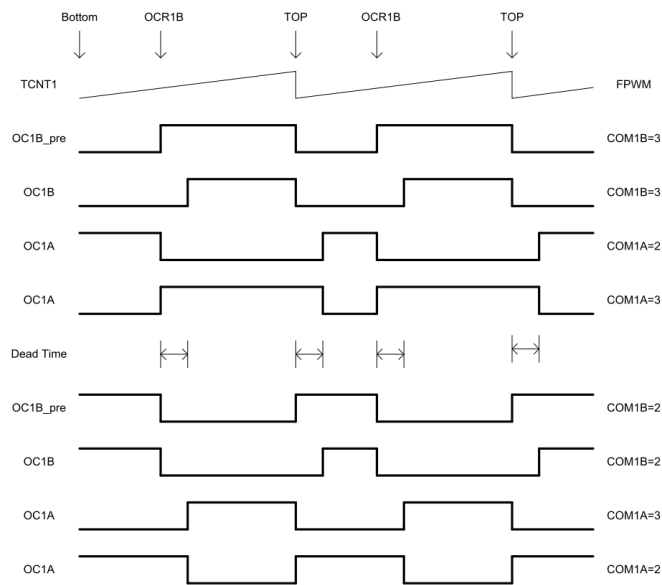 Bottom OCR1B TOP OCR1B TOP
TCNT1 FPWM
OC1B_pre COM1B=3
OC1B COM1B=3
OC1A COM1A=2
OC1A COM1A=3
Dead Time
OC1B_pre COM1B=2
OC1B COM1B=2
OC1A COM1A=3
OC1A COM1A=2